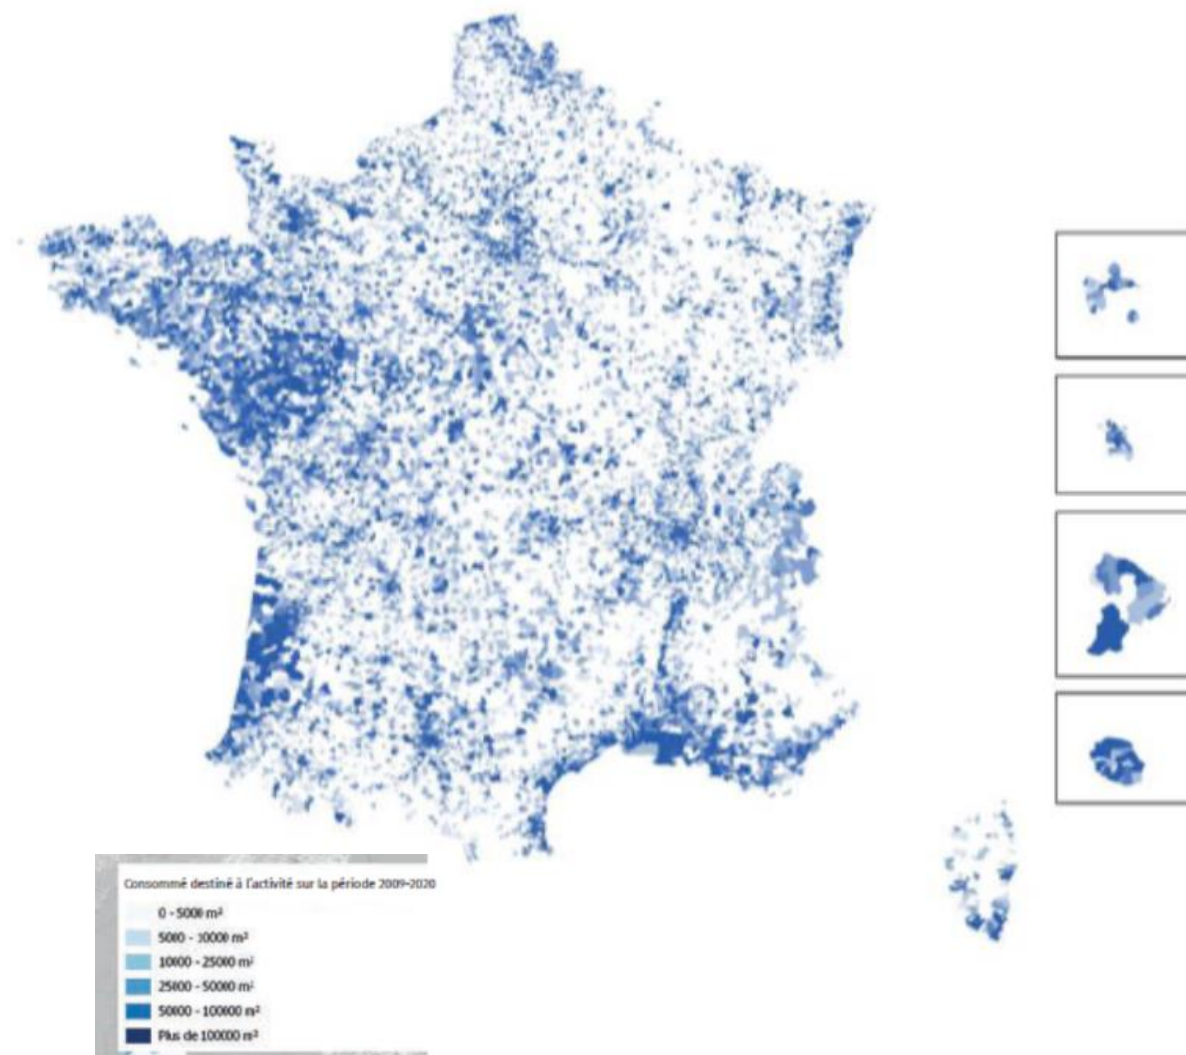 Consommé destiné à l'activité sur la période 2009-2020
0 - 5000 m²
5000 - 10000 m²
10000 - 25000 m²
25000 - 50000 m²
50000 - 100000 m²
Plus de 100000 m²